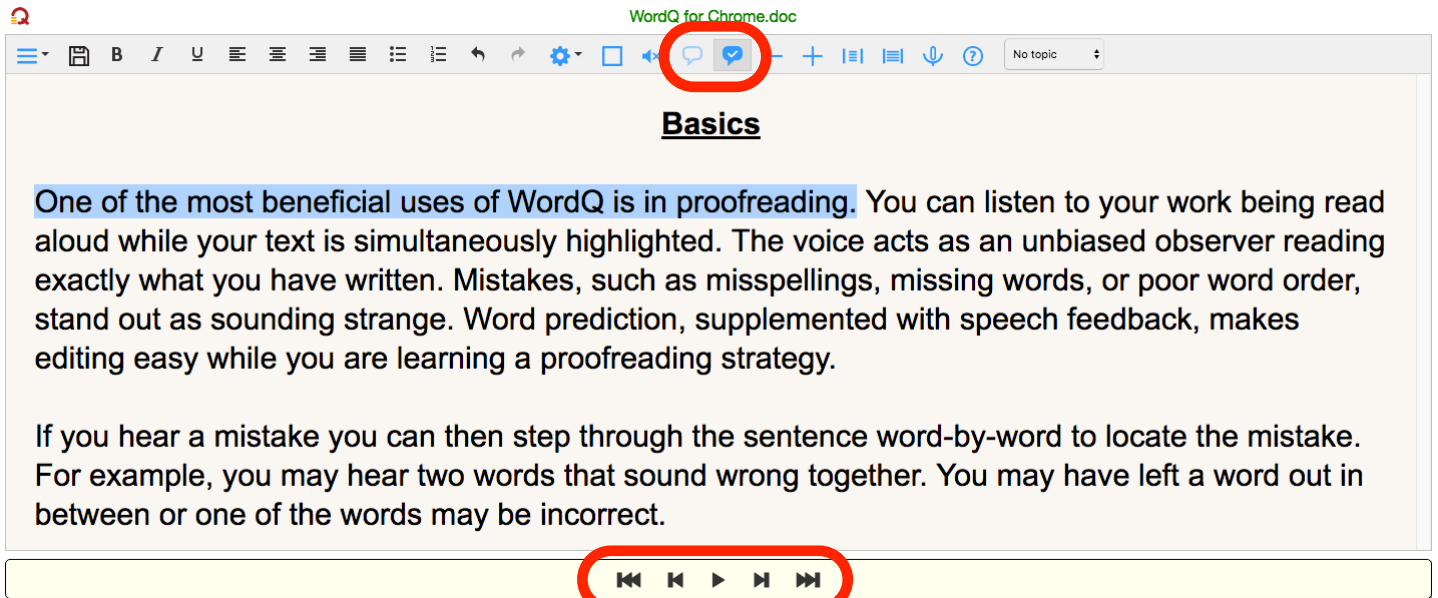 WordQ for Chrome.doc
B I U No topic
Basics
One of the most beneficial uses of WordQ is in proofreading. You can listen to your work being read
aloud while your text is simultaneously highlighted. The voice acts as an unbiased observer reading
exactly what you have written. Mistakes, such as misspellings, missing words, or poor word order,
stand out as sounding strange. Word prediction, supplemented with speech feedback, makes
editing easy while you are learning a proofreading strategy.
If you hear a mistake you can then step through the sentence word-by-word to locate the mistake.
For example, you may hear two words that sound wrong together. You may have left a word out in
between or one of the words may be incorrect.